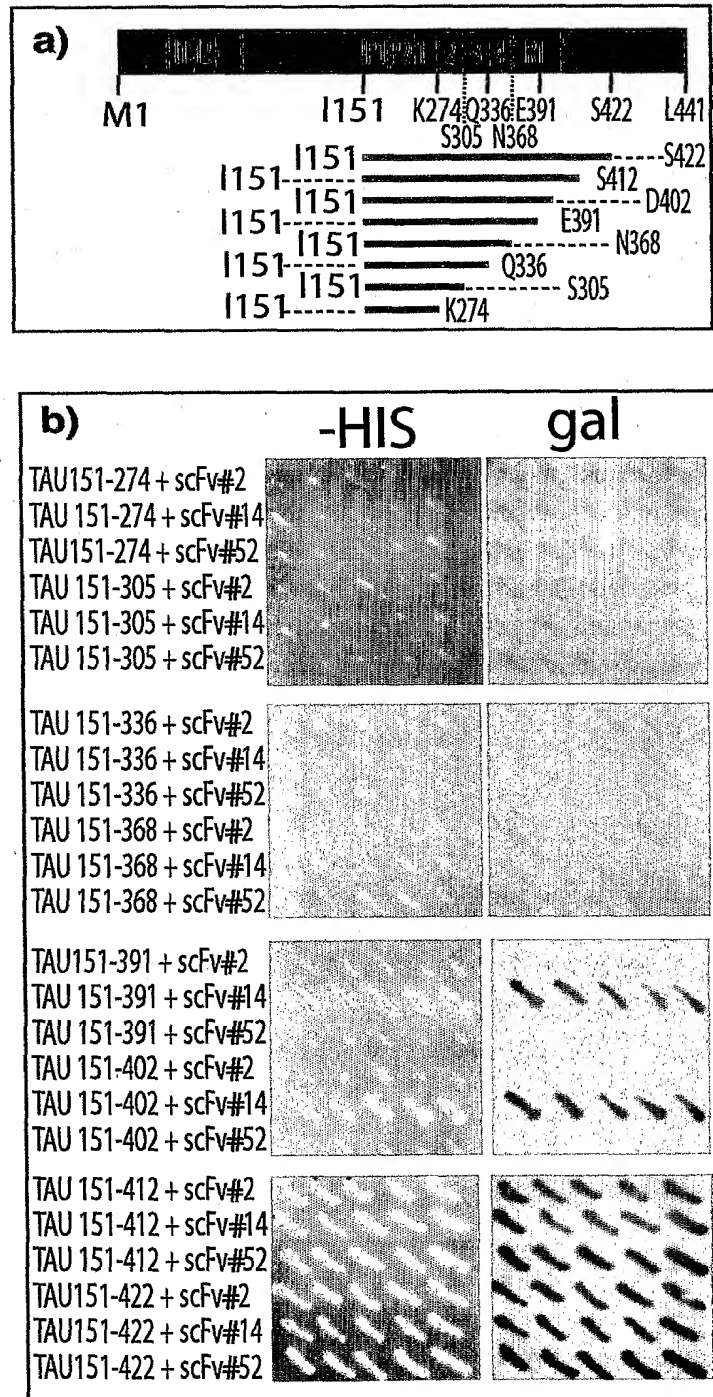 a)
M1 I151 K274 Q336 E391 S422 L441
S305 N368
I151 S422
I151 S412
I151 D402
I151 E391
I151 N368
I151 Q336
I151 S305
I151 K274
b) -HIS gal
TAU151-274 + scFv#2
TAU 151-274 + scFv#14
TAU151-274 + scFv#52
TAU 151-305 + scFv#2
TAU 151-305 + scFv#14
TAU 151-305 + scFv#52
TAU 151-336 + scFv#2
TAU 151-336 + scFv#14
TAU 151-336 + scFv#52
TAU 151-368 + scFv#2
TAU 151-368 + scFv#14
TAU 151-368 + scFv#52
TAU151-391 + scFv#2
TAU 151-391 + scFv#14
TAU 151-391 + scFv#52
TAU 151-402 + scFv#2
TAU 151-402 + scFv#14
TAU 151-402 + scFv#52
TAU 151-412 + scFv#2
TAU 151-412 + scFv#14
TAU 151-412 + scFv#52
TAU151-422 + scFv#2
TAU 151-422 + scFv#14
TAU 151-422 + scFv#52